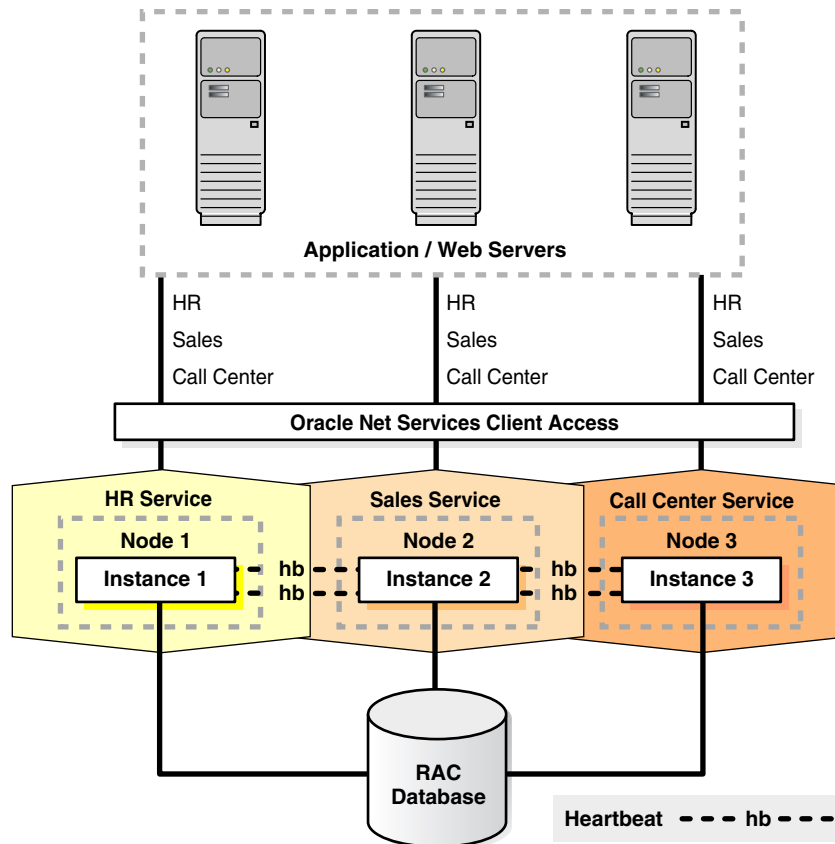 Application / Web Servers
HR
Sales
Call Center
HR
Sales
Call Center
HR
Sales
Call Center
Oracle Net Services Client Access
HR Service
Node 1
Instance 1
hb
hb
Sales Service
Node 2
Instance 2
hb
hb
Call Center Service
Node 3
Instance 3
RAC
Database
Heartbeat hb